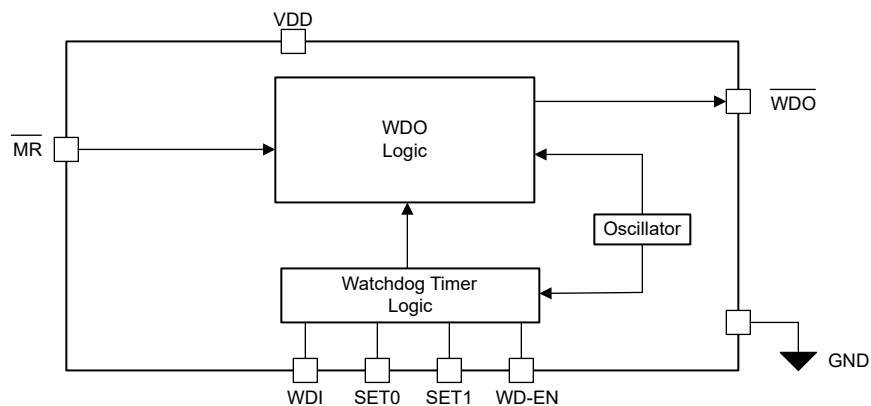 VDD
WDO
MR
WDO
Logic
Oscillator
Watchdog Timer
Logic
GND
WDI SET0 SET1 WD-EN